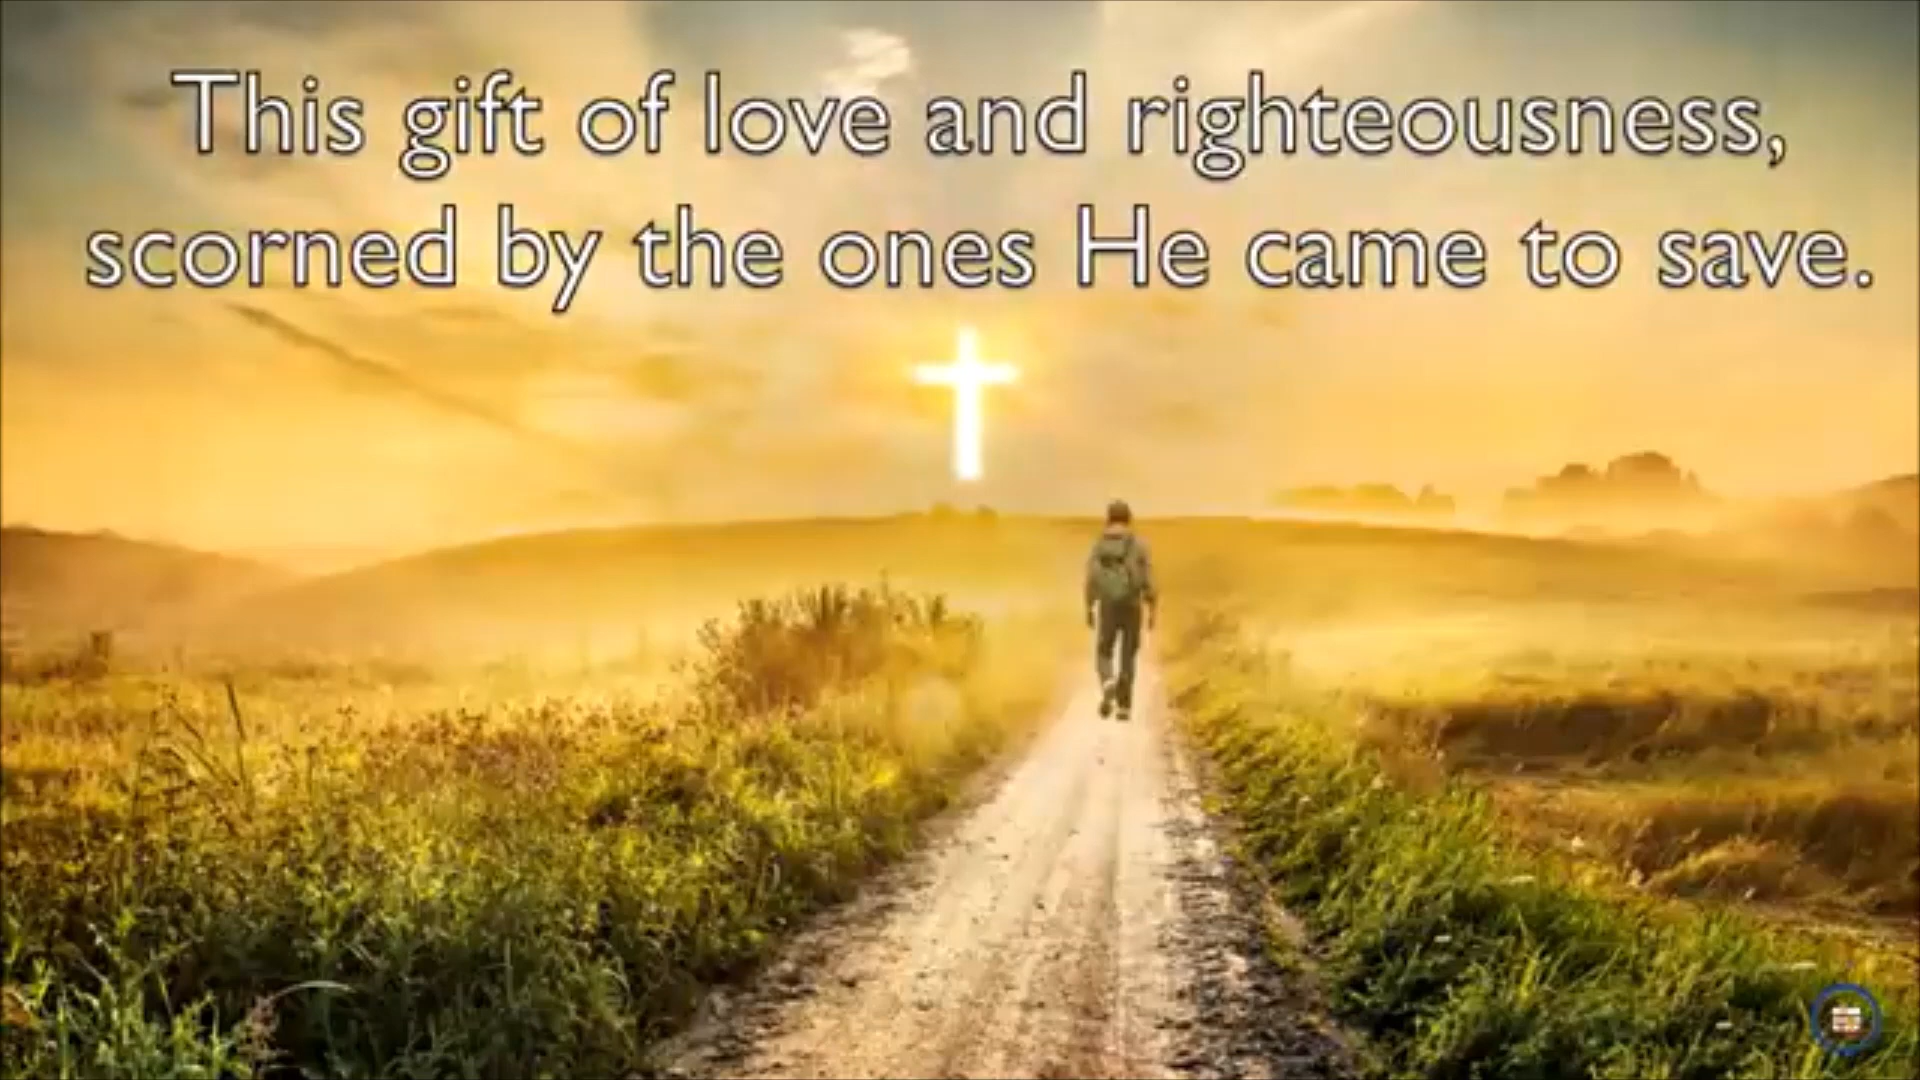 This gift of love and righteousness,
scorned by the ones He came to save.